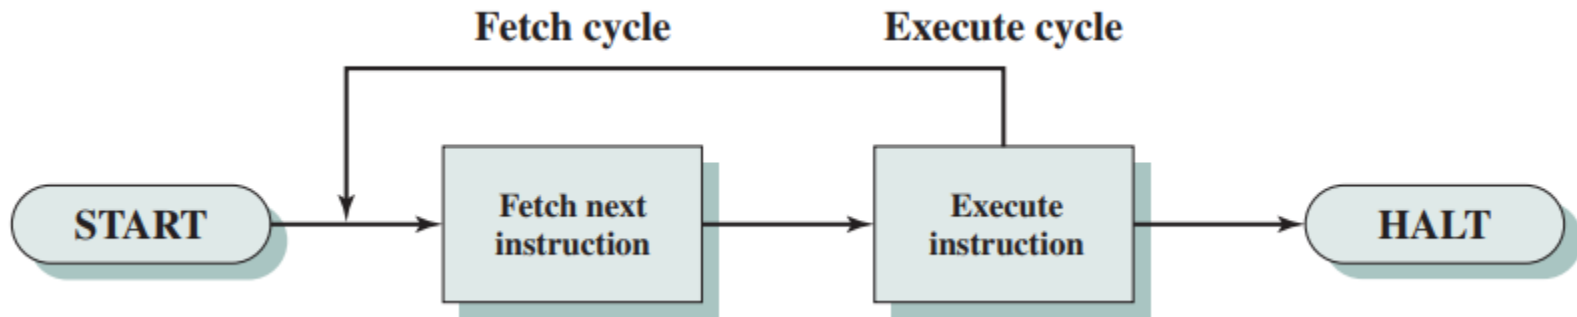 Fetch cycle
Execute cycle
START
Fetch next
instruction
Execute
instruction
HALT